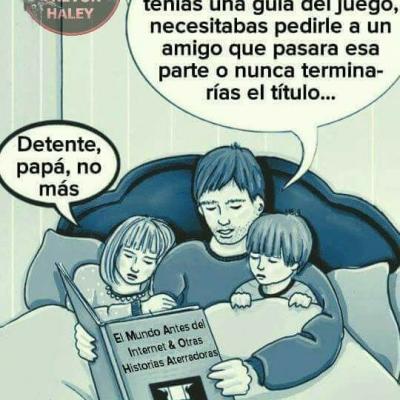 HALEY
tenías una guía del juego,
necesitabas pedirle a un
amigo que pasara esa
parte o nunca termina-
rías el título...
Detente,
papá, no
más
El Mundo Antes del
Internet & Otras
Historias Aterradoras